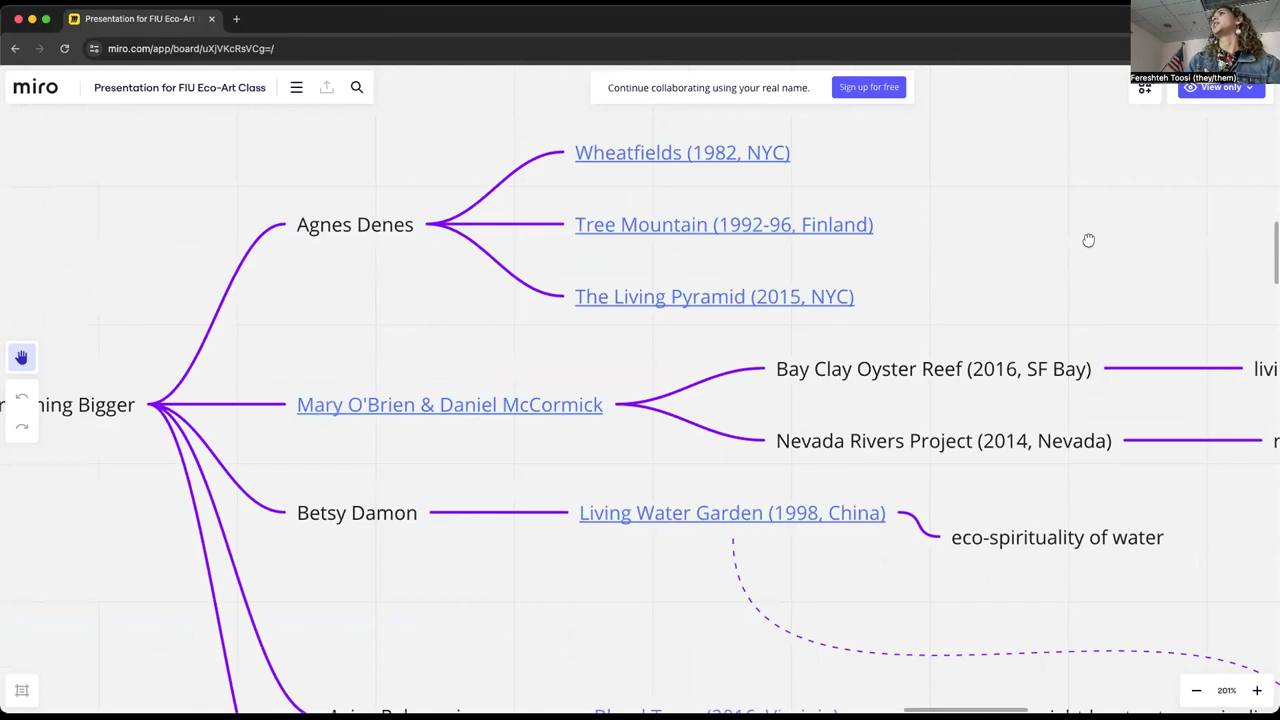 Presentation for FIU Eco-Art
miro.com/app/board/uXjVKcRsVCg=/
Fereshteh Toosi (they/them)
miro
Presentation for FIU Eco-Art Class
Continue collaborating using your real name.
Sign up for free
View only
Wheatfields (1982, NYC)
Agnes Denes
Tree Mountain (1992-96, Finland)
The Living Pyramid (2015, NYC)
Bay Clay Oyster Reef (2016, SF Bay)
Bigger
Mary O'Brien & Daniel McCormick
Nevada Rivers Project (2014, Nevada)
Betsy Damon
Living Water Garden (1998, China)
eco-spirituality of water
201%